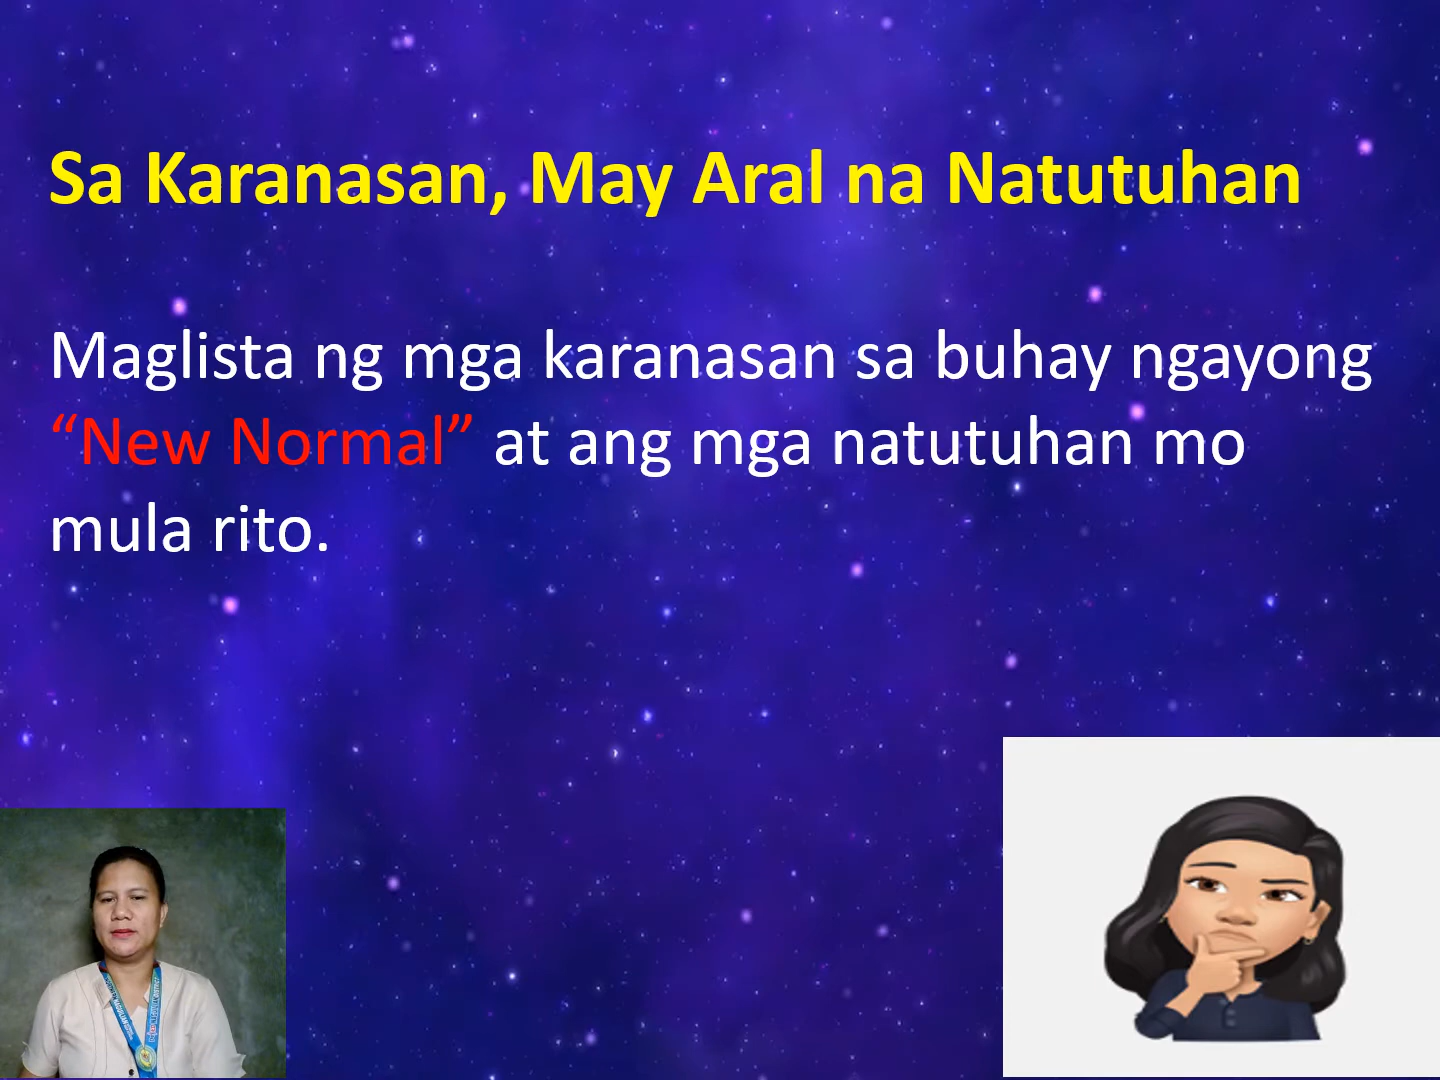 Sa Karanasan, May Aral na Natutuhan
Maglista ng mga karanasan sa buhay ngayong
“New Normal” at ang mga natutuhan mo
mula rito.